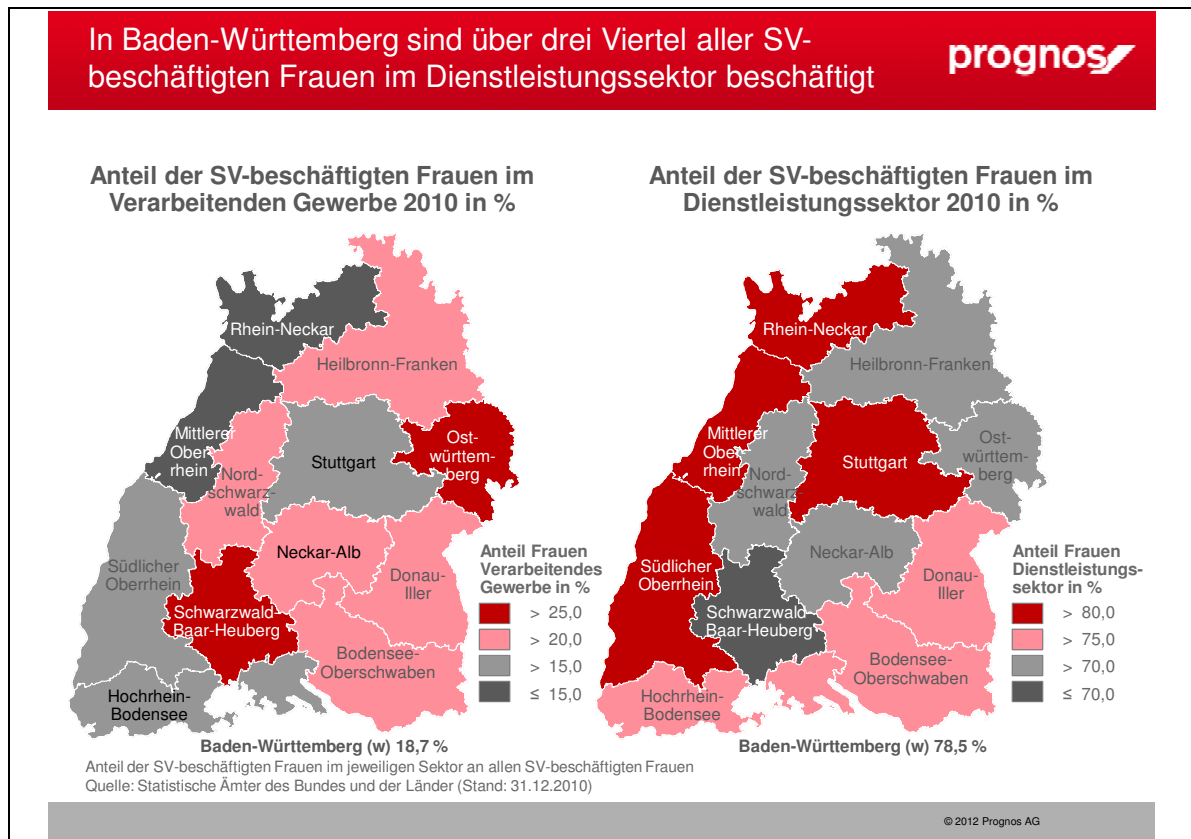 In Baden-Württemberg sind über drei Viertel aller SV-
beschäftigten Frauen im Dienstleistungssektor beschäftigt
prognos
Anteil der SV-beschäftigten Frauen im
Verarbeitenden Gewerbe 2010 in %
Rhein-Neckar
Heilbronn-Franken
Mittlerer
Ober-
rhein
Nord-
schwarz-
wald
Stuttgart
Ost-
württem-
berg
Südlicher
Oberrhein
Neckar-Alb
Donau-
Iller
Schwarzwald-
Baar-Heuberg
Bodensee-
Oberschwaben
Hochrhein-
Bodensee
Anteil Frauen
Verarbeitendes
Gewerbe in %
> 25,0
> 20,0
> 15,0
≤ 15,0
Baden-Württemberg (w) 18,7 %
Anteil der SV-beschäftigten Frauen im
Dienstleistungssektor 2010 in %
Rhein-Neckar
Heilbronn-Franken
Mittlerer
Ober-
rhein
Nord-
schwarz-
wald
Stuttgart
Ost-
württem-
berg
Südlicher
Oberrhein
Neckar-Alb
Donau-
Iller
Schwarzwald-
Baar-Heuberg
Bodensee-
Oberschwaben
Hochrhein-
Bodensee
Anteil Frauen
Dienstleistungs-
sektor in %
> 80,0
> 75,0
> 70,0
≤ 70,0
Baden-Württemberg (w) 78,5 %
Anteil der SV-beschäftigten Frauen im jeweiligen Sektor an allen SV-beschäftigten Frauen
Quelle: Statistische Ämter des Bundes und der Länder (Stand: 31.12.2010)
© 2012 Prognos AG